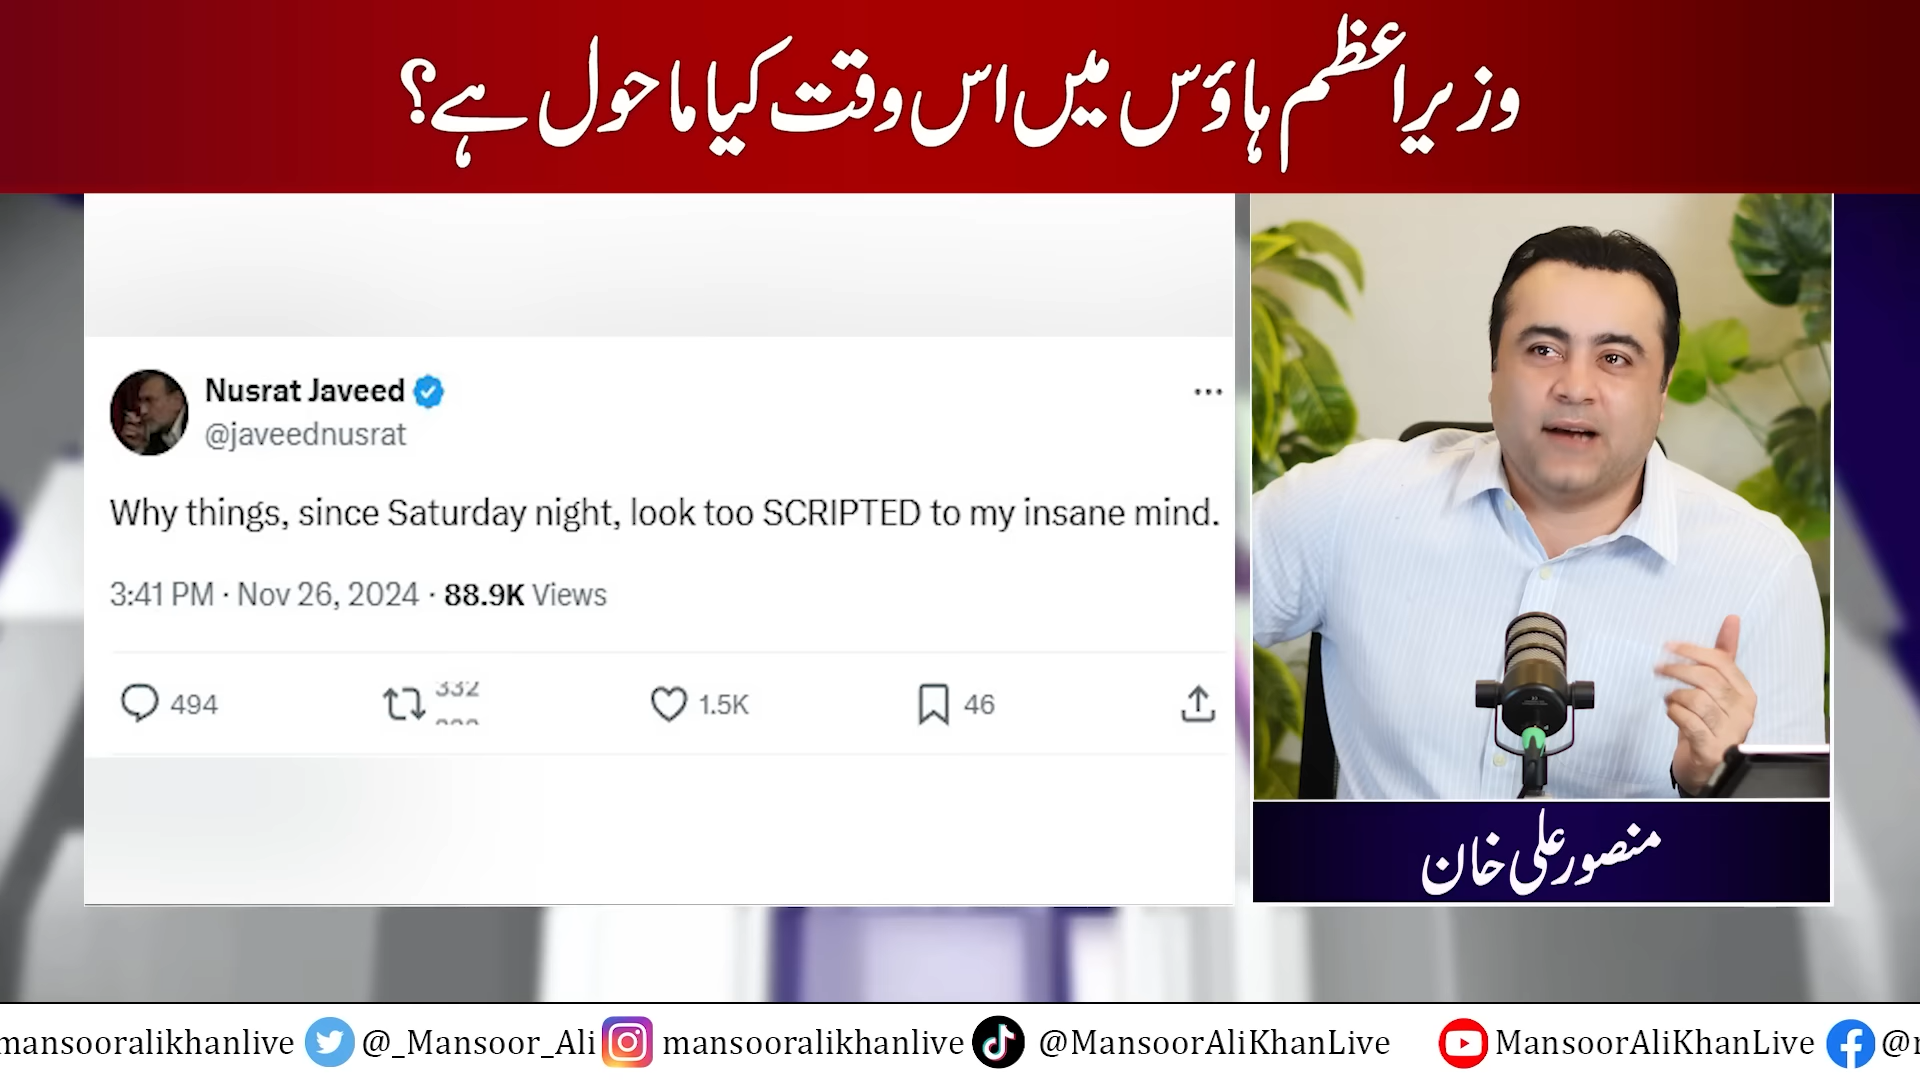 وزیراعظم ہاؤس میں اس وقت کیا ماحول ہے؟
Nusrat Javeed
@javeednusrat
Why things, since Saturday night, look too SCRIPTED to my insane mind.
3:41 PM · Nov 26, 2024 · 88.9K Views
494 332 1.5K 46
منصور علی خان
mansooralikhanlive @_Mansoor_Ali mansooralikhanlive @MansoorAliKhanLive MansoorAliKhanLive